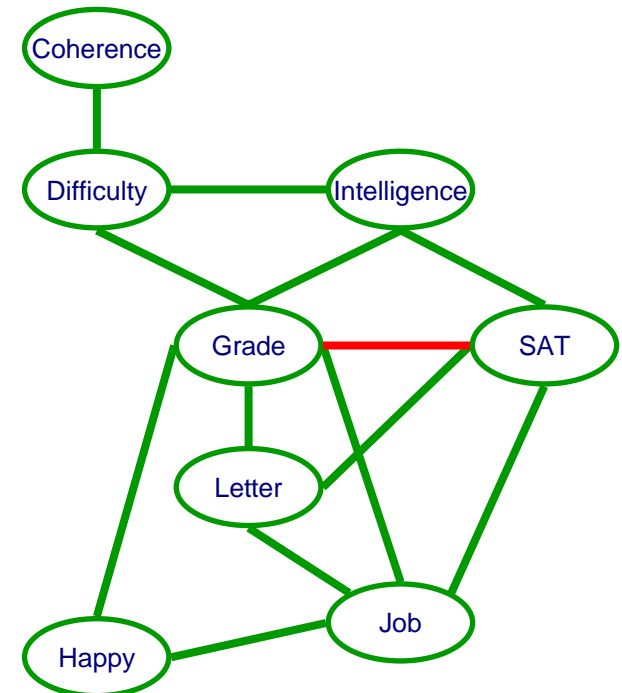 Coherence
Difficulty
Intelligence
Grade
SAT
Letter
Job
Happy